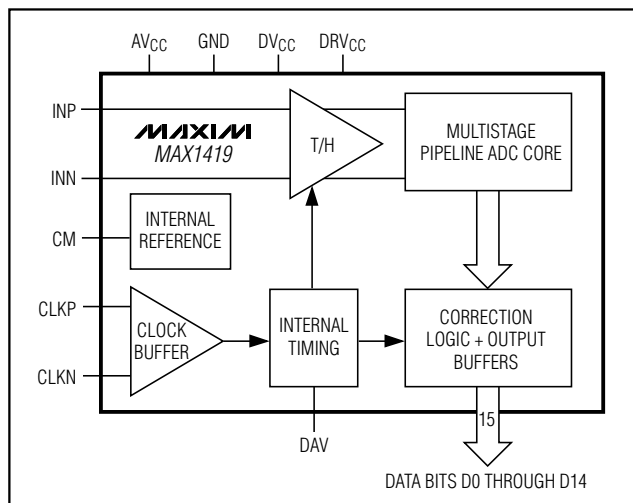 AVCC GND DVCC DRVCC
INP
MAXIM
MAX1419
T/H
MULTISTAGE
PIPELINE ADC CORE
INN
CM
INTERNAL
REFERENCE
CLKP
CLOCK
BUFFER
INTERNAL
TIMING
CORRECTION
LOGIC + OUTPUT
BUFFERS
CLKN
15
DAV
DATA BITS D0 THROUGH D14